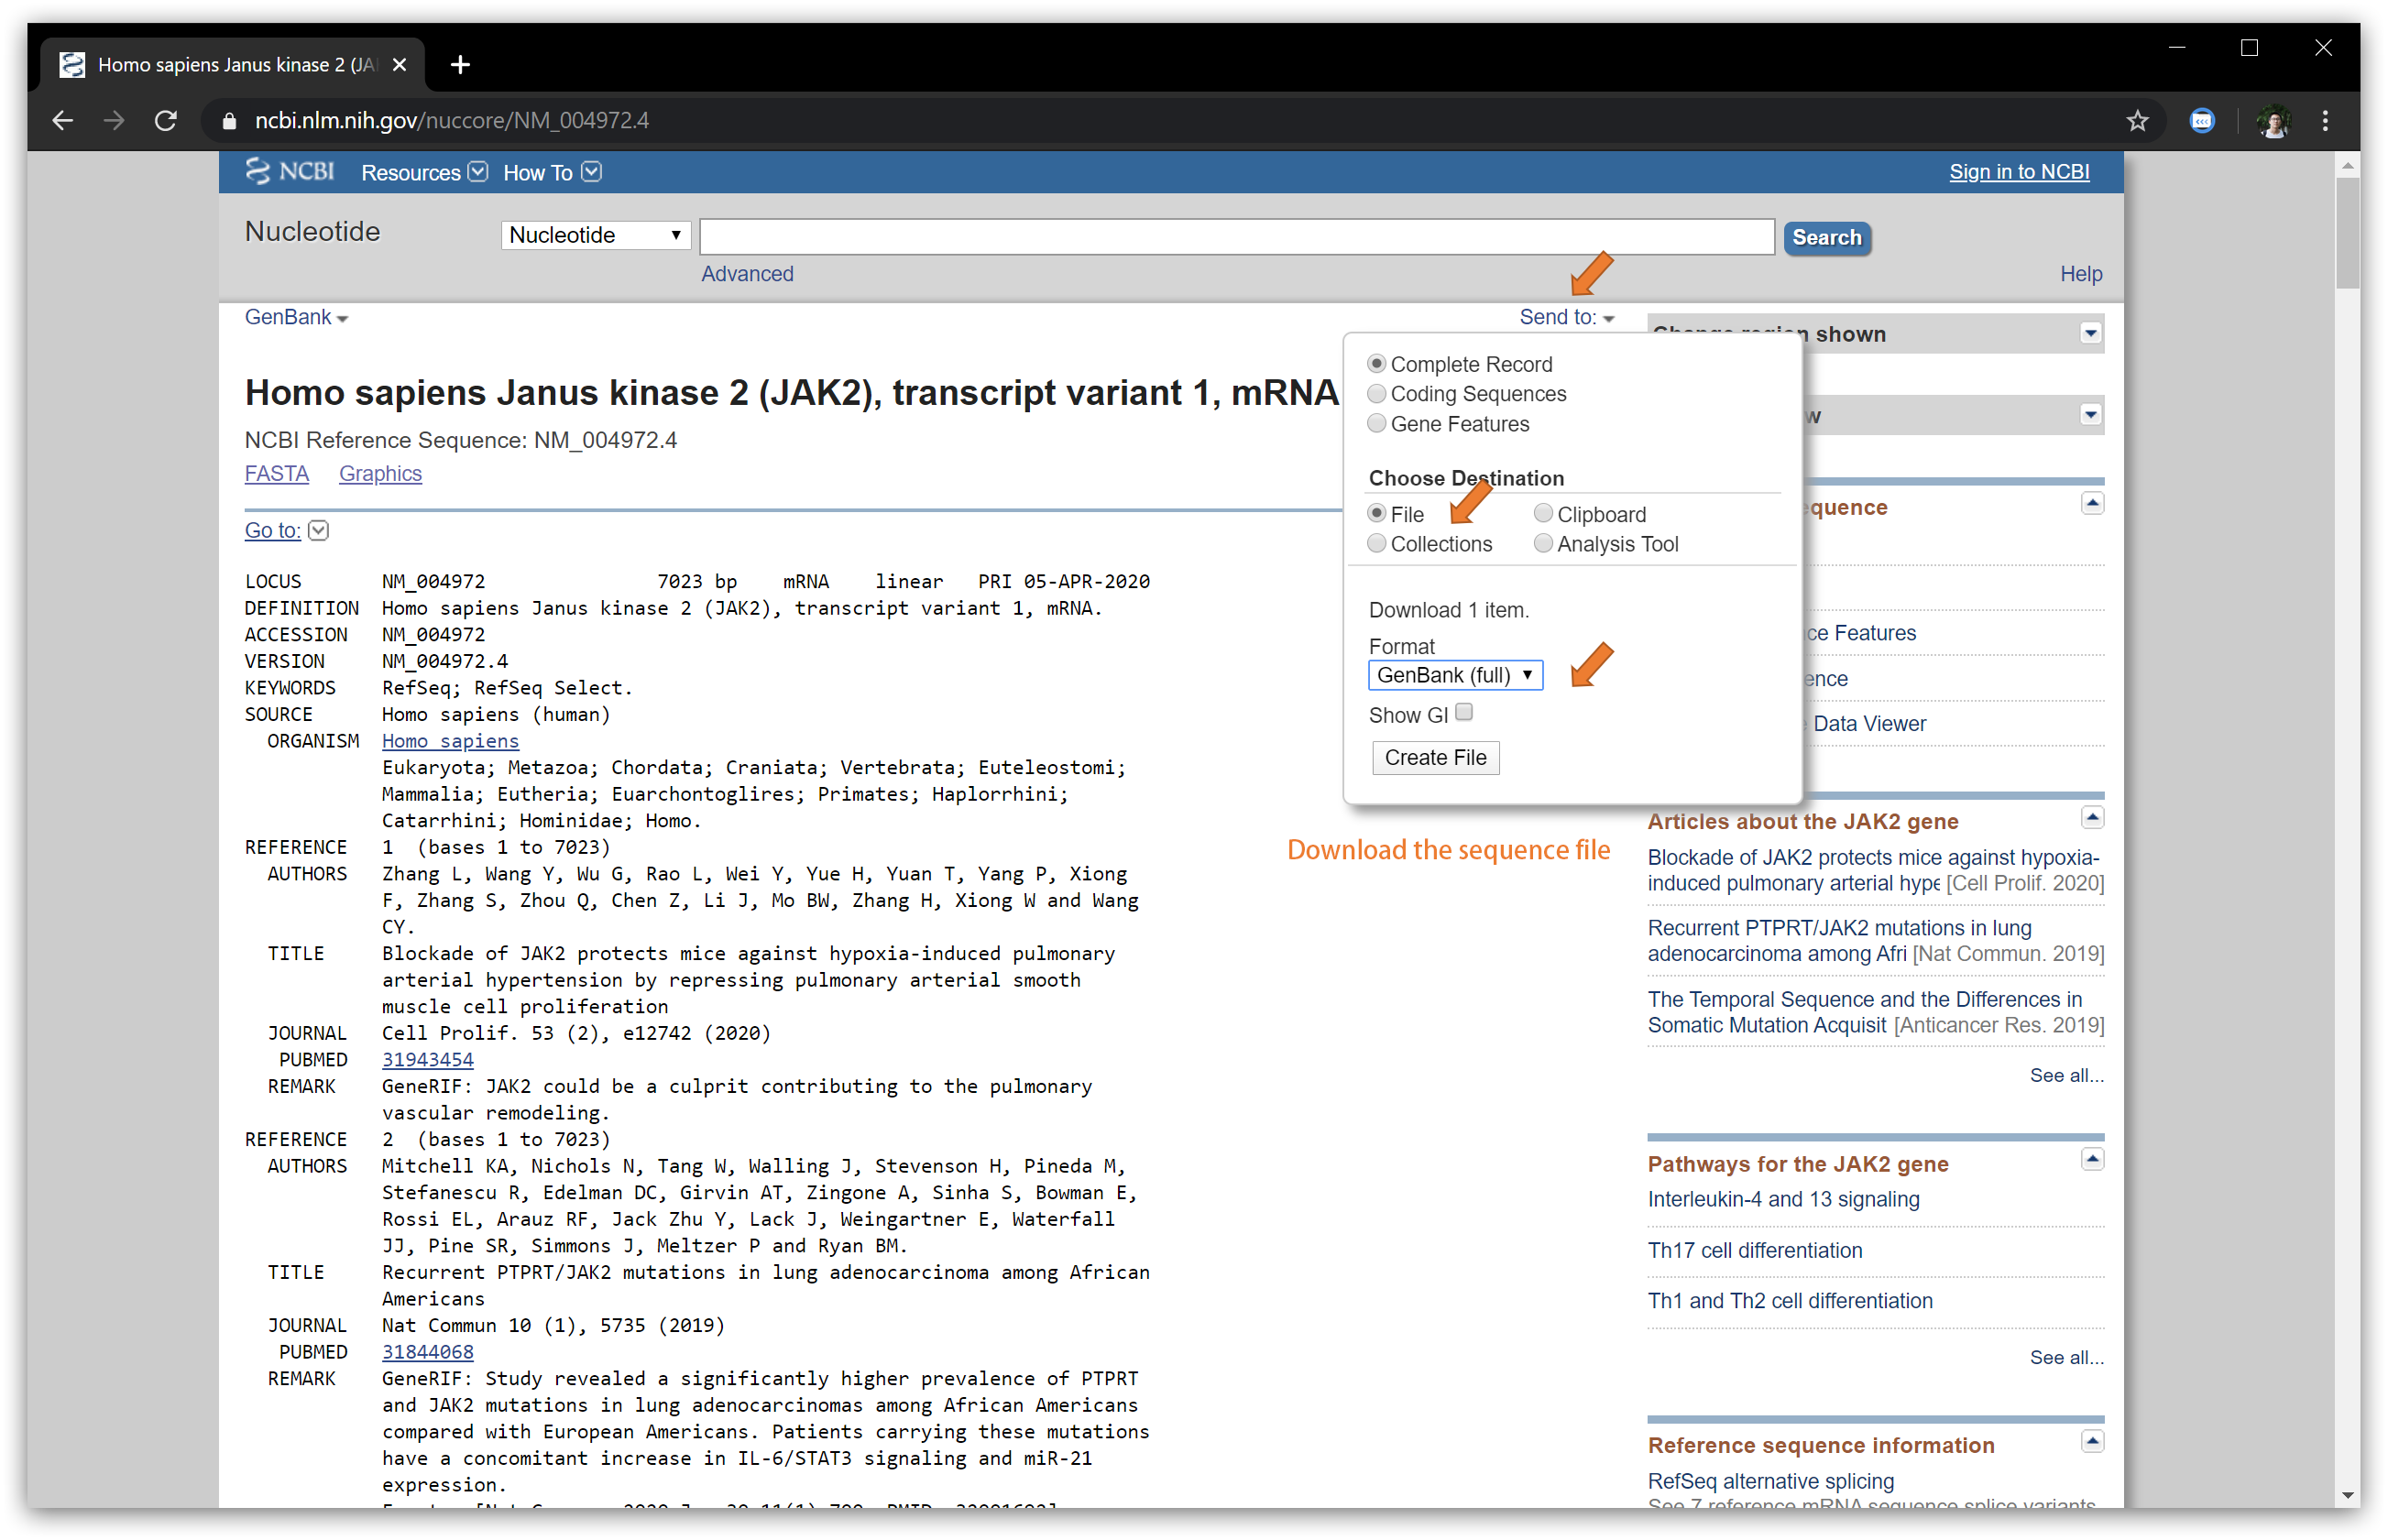 Homo sapiens Janus kinase 2 (JA
ncbi.nlm.nih.gov/nuccore/NM_004972.4
NCBI Resources How To Sign in to NCBI
Nucleotide Nucleotide Search
Advanced Help
GenBank Send to:
Change region shown
Complete Record
Coding Sequences
Gene Features
Homo sapiens Janus kinase 2 (JAK2), transcript variant 1, mRNA
NCBI Reference Sequence: NM_004972.4
FASTA Graphics
Go to:
Choose Destination
File Clipboard
Collections Analysis Tool
Download 1 item.
Format
GenBank (full)
Show GI
Create File
Download the sequence file
LOCUS NM_004972 7023 bp mRNA linear PRI 05-APR-2020
DEFINITION Homo sapiens Janus kinase 2 (JAK2), transcript variant 1, mRNA.
ACCESSION NM_004972
VERSION NM_004972.4
KEYWORDS RefSeq; RefSeq Select.
SOURCE Homo sapiens (human)
ORGANISM Homo sapiens
Eukaryota; Metazoa; Chordata; Craniata; Vertebrata; Euteleostomi;
Mammalia; Eutheria; Euarchontoglires; Primates; Haplorrhini;
Catarrhini; Hominidae; Homo.
REFERENCE 1 (bases 1 to 7023)
AUTHORS Zhang L, Wang Y, Wu G, Rao L, Wei Y, Yue H, Yuan T, Yang P, Xiong
F, Zhang S, Zhou Q, Chen Z, Li J, Mo BW, Zhang H, Xiong W and Wang
CY.
TITLE Blockade of JAK2 protects mice against hypoxia-induced pulmonary
arterial hypertension by repressing pulmonary arterial smooth
muscle cell proliferation
JOURNAL Cell Prolif. 53 (2), e12742 (2020)
PUBMED 31943454
REMARK GeneRIF: JAK2 could be a culprit contributing to the pulmonary
vascular remodeling.
REFERENCE 2 (bases 1 to 7023)
AUTHORS Mitchell KA, Nichols N, Tang W, Walling J, Stevenson H, Pineda M,
Stefanescu R, Edelman DC, Girvin AT, Zingone A, Sinha S, Bowman E,
Rossi EL, Arauz RF, Jack Zhu Y, Lack J, Weingartner E, Waterfall
JJ, Pine SR, Simmons J, Meltzer P and Ryan BM.
TITLE Recurrent PTPRT/JAK2 mutations in lung adenocarcinoma among African
Americans
JOURNAL Nat Commun 10 (1), 5735 (2019)
PUBMED 31844068
REMARK GeneRIF: Study revealed a significantly higher prevalence of PTPRT
and JAK2 mutations in lung adenocarcinomas among African Americans
compared with European Americans. Patients carrying these mutations
have a concomitant increase in IL-6/STAT3 signaling and miR-21
expression.
w
equence
ce Features
ence
Data Viewer
Articles about the JAK2 gene
Blockade of JAK2 protects mice against hypoxia-
induced pulmonary arterial hype [Cell Prolif. 2020]
Recurrent PTPRT/JAK2 mutations in lung
adenocarcinoma among Afri [Nat Commun. 2019]
The Temporal Sequence and the Differences in
Somatic Mutation Acquisit [Anticancer Res. 2019]
See all...
Pathways for the JAK2 gene
Interleukin-4 and 13 signaling
Th17 cell differentiation
Th1 and Th2 cell differentiation
See all...
Reference sequence information
RefSeq alternative splicing
See 7 reference mRNA sequence splice variants